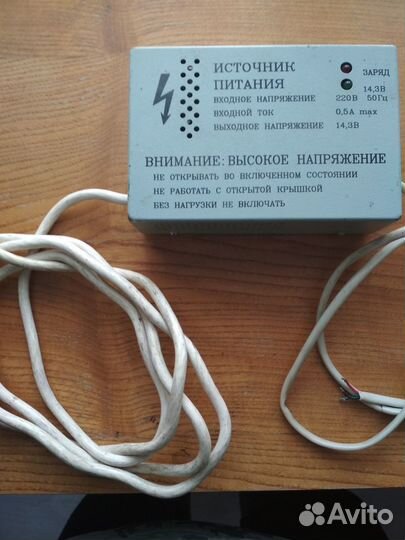 ИСТОЧНИК
ПИТАНИЯ
ЗАРЯД
14,3В
ВХОДНОЕ НАПРЯЖЕНИЕ 220В 50Гц
ВХОДНОЙ ТОК 0,5А max
ВЫХОДНОЕ НАПРЯЖЕНИЕ 14,3В
ВНИМАНИЕ: ВЫСОКОЕ НАПРЯЖЕНИЕ
НЕ ОТКРЫВАТЬ ВО ВКЛЮЧЕННОМ СОСТОЯНИИ
НЕ РАБОТАТЬ С ОТКРЫТОЙ КРЫШКОЙ
БЕЗ НАГРУЗКИ НЕ ВКЛЮЧАТЬ
Avito